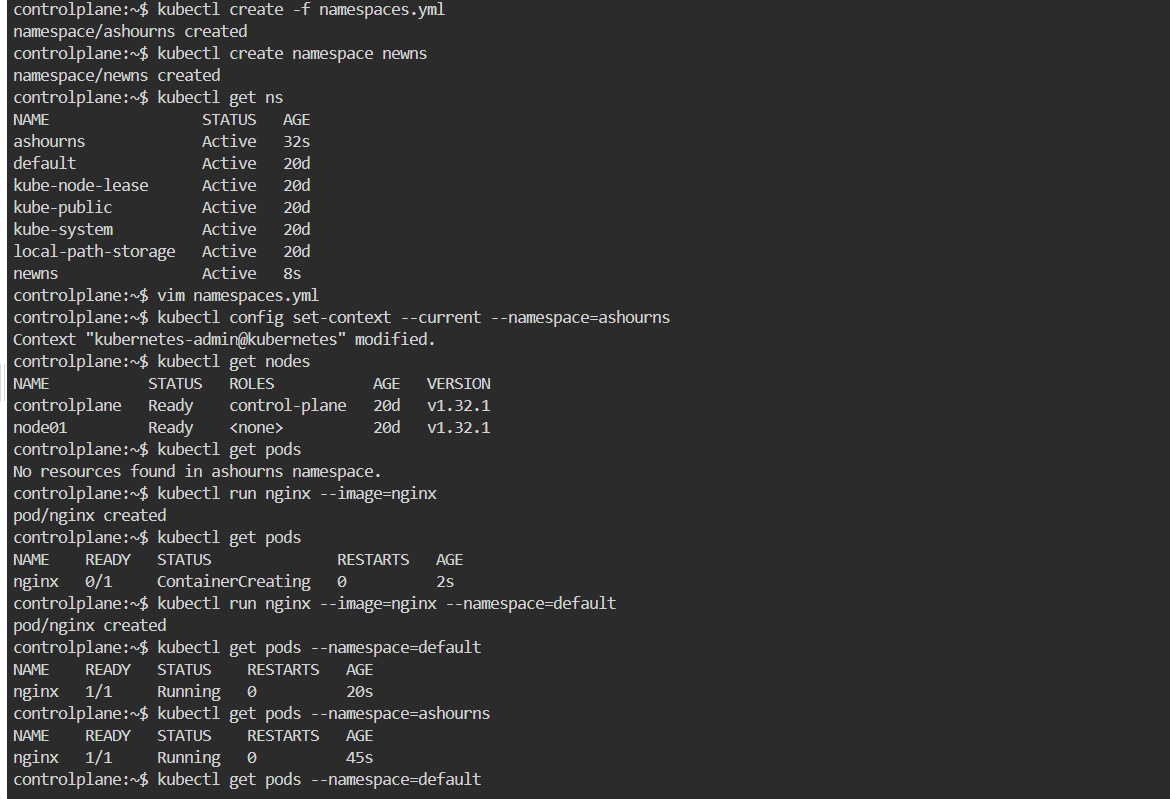 controlplane:~$ kubectl create -f namespaces.yml
namespace/ashourns created
controlplane:~$ kubectl create namespace newns
namespace/newns created
controlplane:~$ kubectl get ns
NAME                 STATUS   AGE
ashourns             Active   32s
default              Active   20d
kube-node-lease      Active   20d
kube-public          Active   20d
kube-system          Active   20d
local-path-storage   Active   20d
newns                Active   8s
controlplane:~$ vim namespaces.yml
controlplane:~$ kubectl config set-context --current --namespace=ashourns
Context "kubernetes-admin@kubernetes" modified.
controlplane:~$ kubectl get nodes
NAME           STATUS   ROLES           AGE   VERSION
controlplane   Ready    control-plane   20d   v1.32.1
node01         Ready    <none>          20d   v1.32.1
controlplane:~$ kubectl get pods
No resources found in ashourns namespace.
controlplane:~$ kubectl run nginx --image=nginx
pod/nginx created
controlplane:~$ kubectl get pods
NAME    READY   STATUS              RESTARTS   AGE
nginx   0/1     ContainerCreating   0          2s
controlplane:~$ kubectl run nginx --image=nginx --namespace=default
pod/nginx created
controlplane:~$ kubectl get pods --namespace=default
NAME    READY   STATUS    RESTARTS   AGE
nginx   1/1     Running   0          20s
controlplane:~$ kubectl get pods --namespace=ashourns
NAME    READY   STATUS    RESTARTS   AGE
nginx   1/1     Running   0          45s
controlplane:~$ kubectl get pods --namespace=default